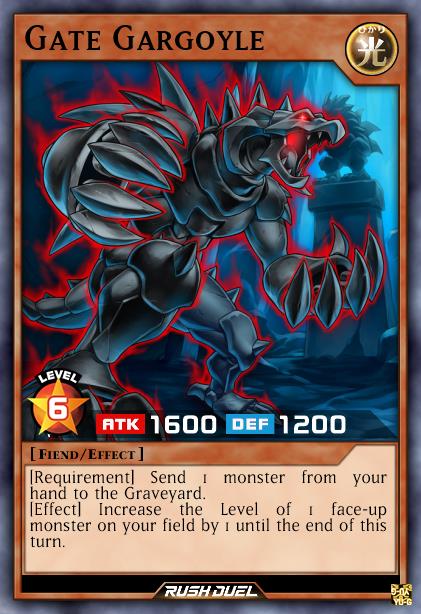 GATE GARGOYLE
ひかり
光
LEVEL
6
ATK 1600 DEF 1200
[FIEND/EFFECT]
[Requirement] Send 1 monster from your
hand to the Graveyard.
[Effect] Increase the Level of 1 face-up
monster on your field by 1 until the end of this
turn.
RUSH DUEL